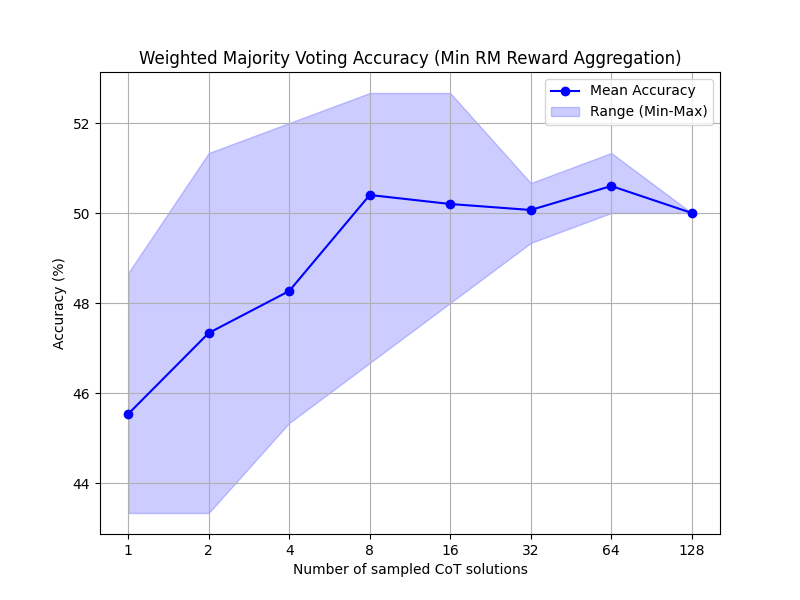 Weighted Majority Voting Accuracy (Min RM Reward Aggregation)
Mean Accuracy
Range (Min-Max)
52
50
48
46
44
Accuracy (%)
1 2 4 8 16 32 64 128
Number of sampled CoT solutions